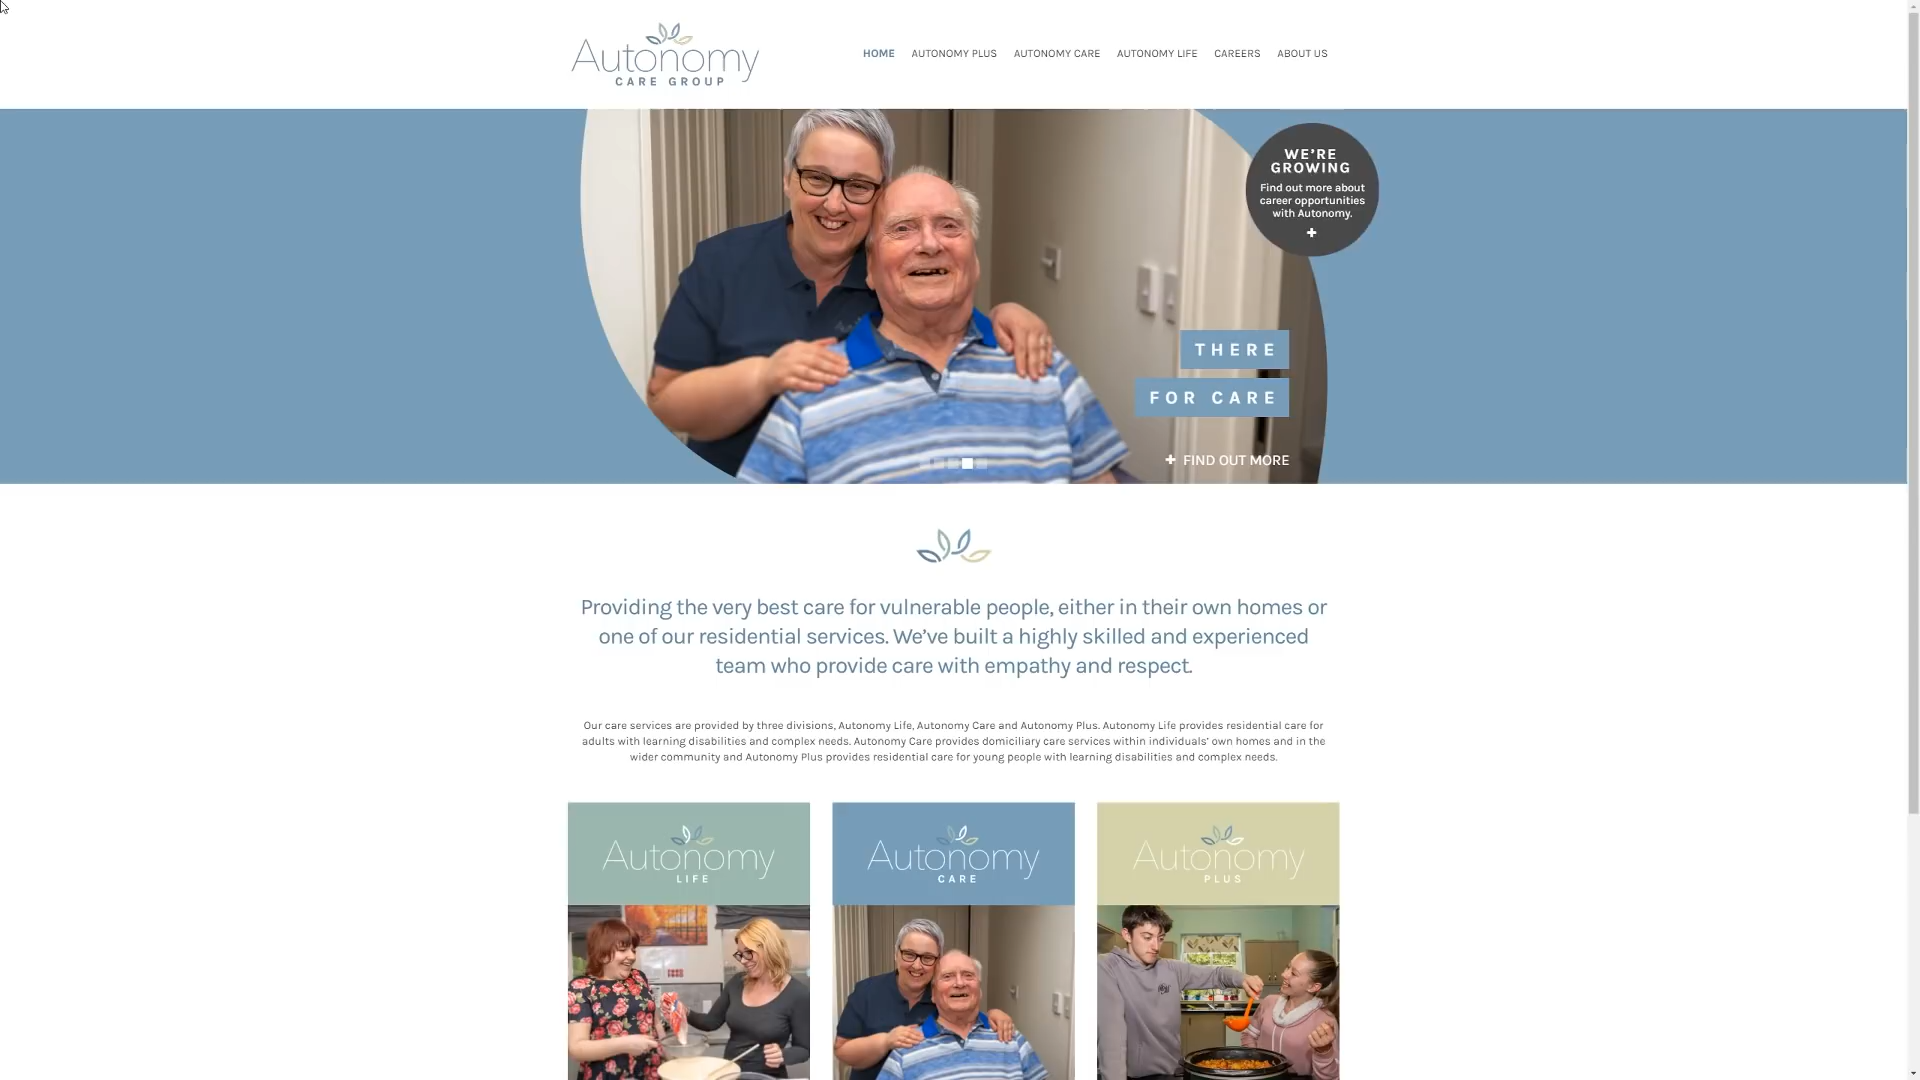 Autonomy
CARE GROUP
HOME AUTONOMY PLUS AUTONOMY CARE AUTONOMY LIFE CAREERS ABOUT US
WE'RE
GROWING
Find out more about
career opportunities
with Autonomy.
+
THERE
FOR CARE
+ FIND OUT MORE
Providing the very best care for vulnerable people, either in their own homes or
one of our residential services. We've built a highly skilled and experienced
team who provide care with empathy and respect.
Our care services are provided by three divisions, Autonomy Life, Autonomy Care and Autonomy Plus. Autonomy Life provides residential care for
adults with learning disabilities and complex needs. Autonomy Care provides domiciliary care services within individuals' own homes and in the
wider community and Autonomy Plus provides residential care for young people with learning disabilities and complex needs.
Autonomy
LIFE
Autonomy
CARE
Autonomy
PLUS